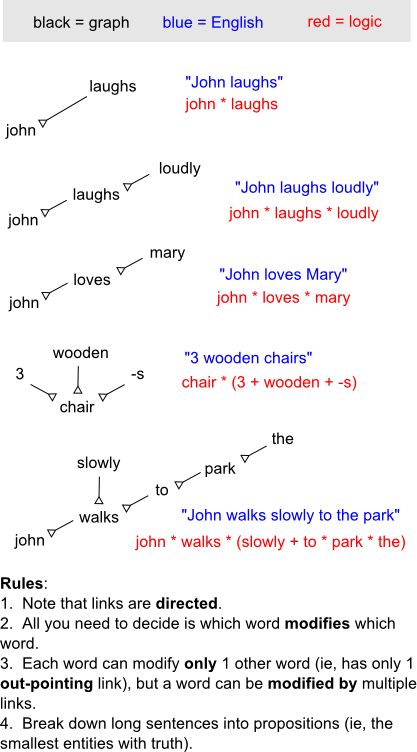 black = graph blue = English red = logic
laughs
"John laughs"
john * laughs
john
loudly
laughs
"John laughs loudly"
john
john * laughs * loudly
mary
loves
"John loves Mary"
john
john * loves * mary
wooden
"3 wooden chairs"
3
-s
chair * (3 + wooden + -s)
chair
the
slowly
park
to
walks
"John walks slowly to the park"
john
john * walks * (slowly + to * park * the)
Rules:
1. Note that links are directed.
2. All you need to decide is which word modifies which
word.
3. Each word can modify only 1 other word (ie, has only 1
out-pointing link), but a word can be modified by multiple
links.
4. Break down long sentences into propositions (ie, the
smallest entities with truth).